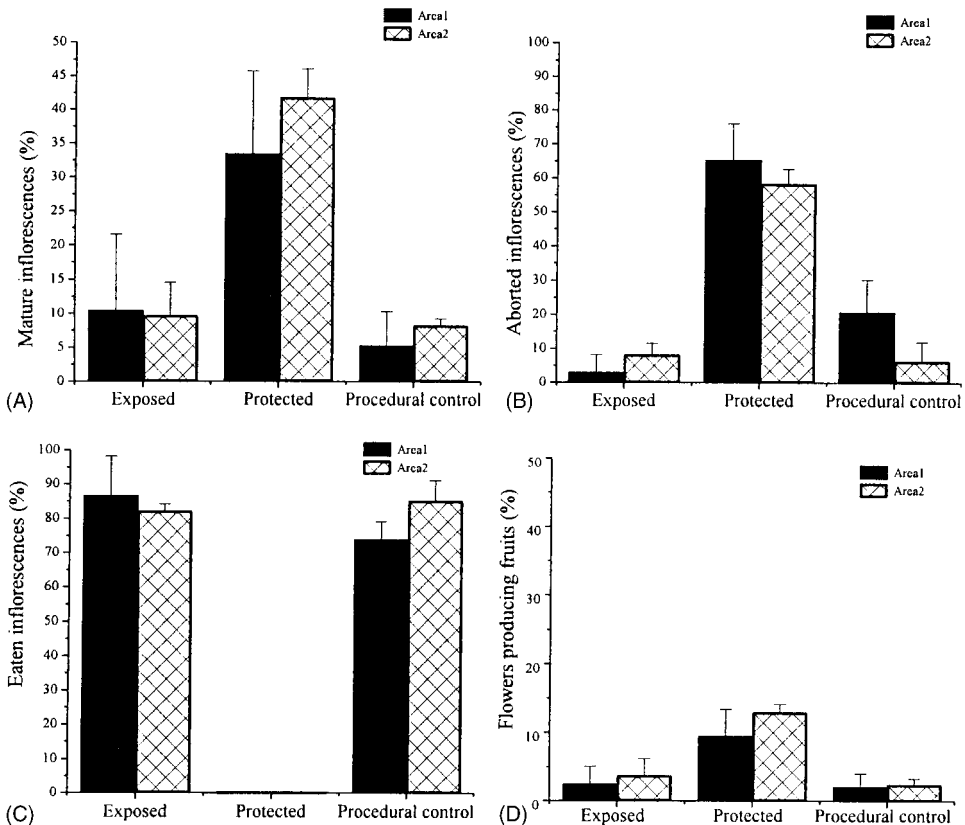 Area1
Area2
Mature inflorescences (%)
50
45
40
35
30
25
20
15
10
5
0
Exposed
Protected
Procedural control
(A)
Area1
Area2
Aborted inflorescences (%)
100
90
80
70
60
50
40
30
20
10
0
Exposed
Protected
Procedural control
(B)
Area1
Area2
Eaten inflorescences (%)
100
90
80
70
60
50
40
30
20
10
0
Exposed
Protected
Procedural control
(C)
Area1
Area2
Flowers producing fruits (%)
50
40
30
20
10
0
Exposed
Protected
Procedural control
(D)